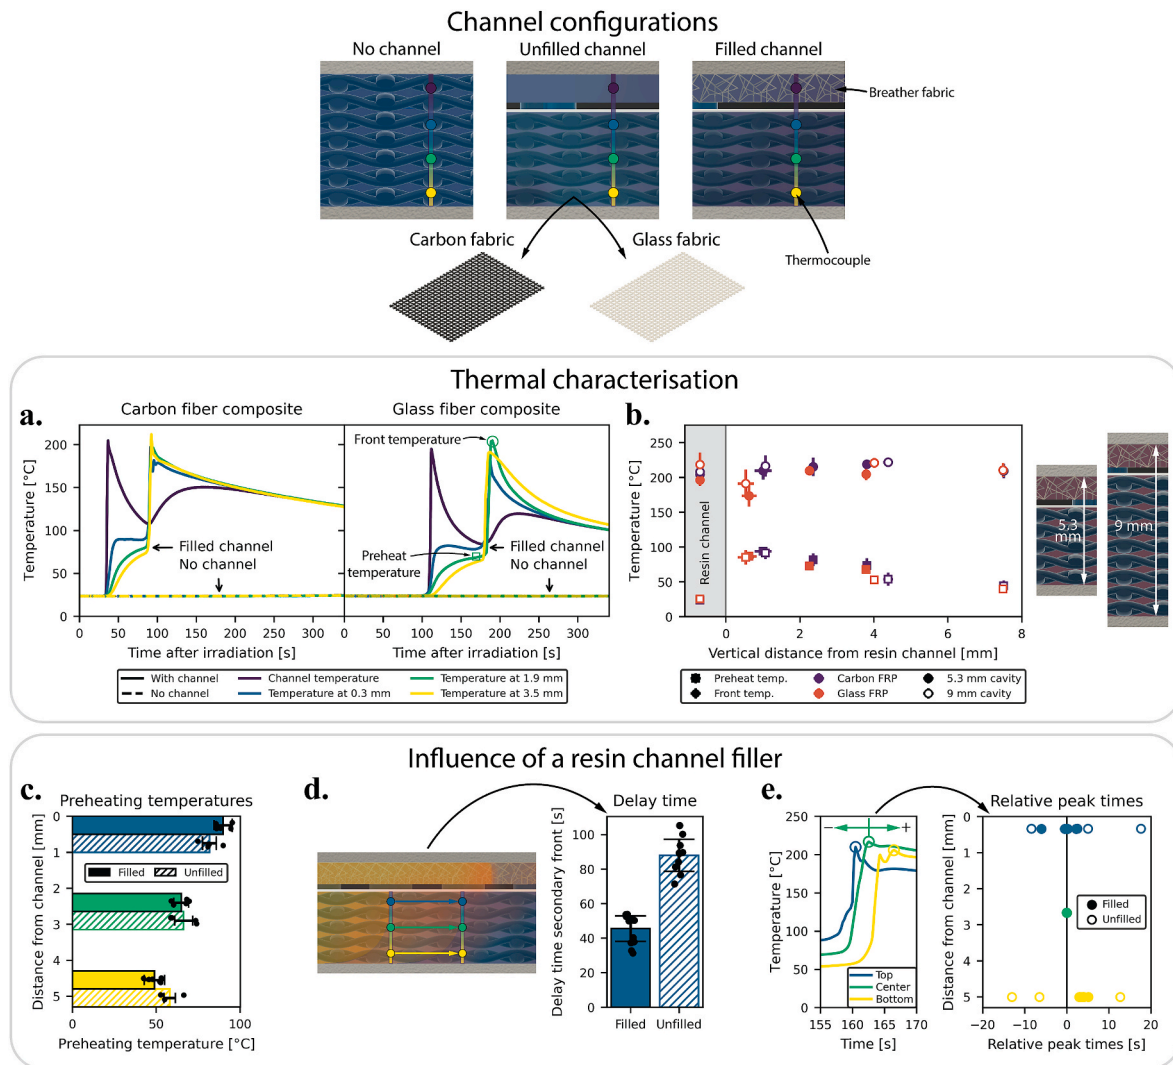 Channel configurations
No channel
Unfilled channel
Filled channel
Breather fabric
Carbon fabric
Glass fabric
Thermocouple
Thermal characterisation
a.
Carbon fiber composite
Glass fiber composite
Temperature [°C]
200
150
100
50
0
Filled channel
No channel
Front temperature
Preheat
temperature
Filled channel
No channel
0 50 100 150 200 250 300
0 50 100 150 200 250 300
Time after irradiation [s]
Time after irradiation [s]
With channel
No channel
Channel temperature
Temperature at 0.3 mm
Temperature at 1.9 mm
Temperature at 3.5 mm
b.
Temperature [°C]
250
200
150
100
50
0
Resin channel
0 2 4 6 8
Vertical distance from resin channel [mm]
Preheat temp.
Front temp.
Carbon FRP
Glass FRP
5.3 mm cavity
9 mm cavity
5.3
mm
9 mm
Influence of a resin channel filler
c.
Preheating temperatures
Distance from channel [mm]
0
1
2
3
4
5
Filled
Unfilled
0 50 100
Preheating temperature [°C]
d.
Delay time
Delay time secondary front [s]
100
80
60
40
20
0
Filled
Unfilled
e.
Temperature [°C]
250
200
150
100
50
0
− +
Top
Center
Bottom
155 160 165 170
Time [s]
Relative peak times
Distance from channel [mm]
0
1
2
3
4
5
Filled
Unfilled
−20 −10 0 10 20
Relative peak times [s]